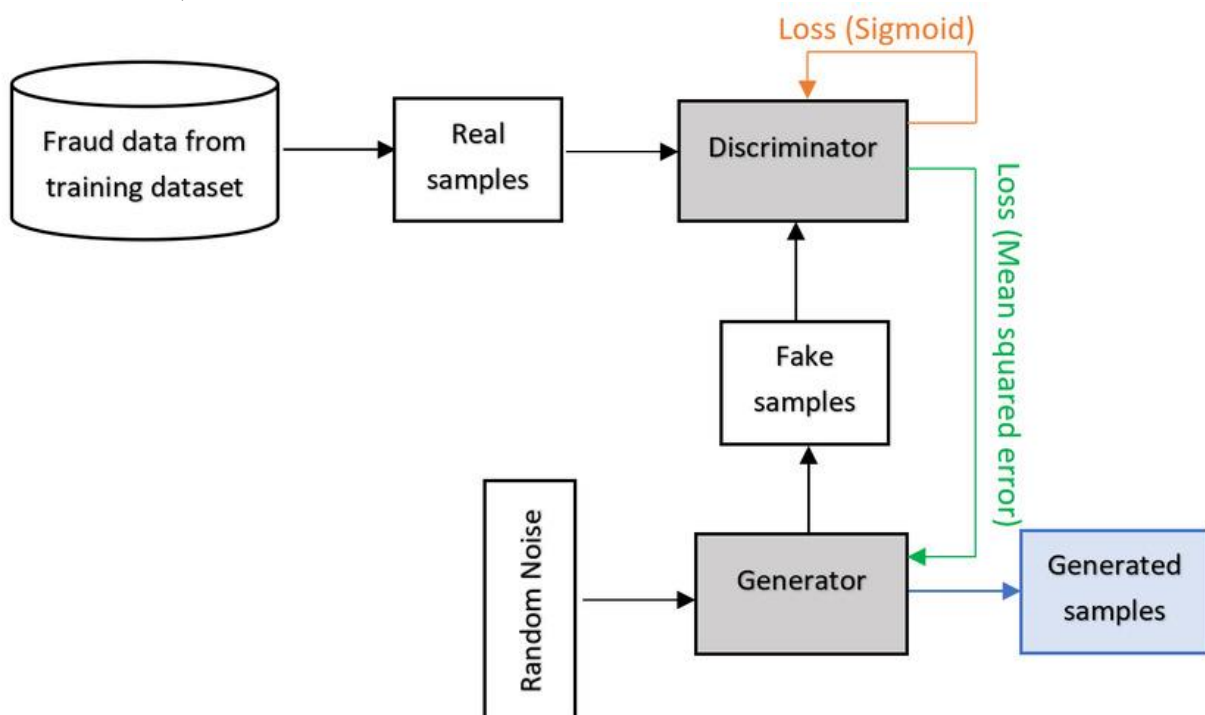 Loss (Sigmoid)
Fraud data from
training dataset
Real
samples
Discriminator
Loss (Mean squared error)
Fake
samples
Random Noise
Generator
Generated
samples